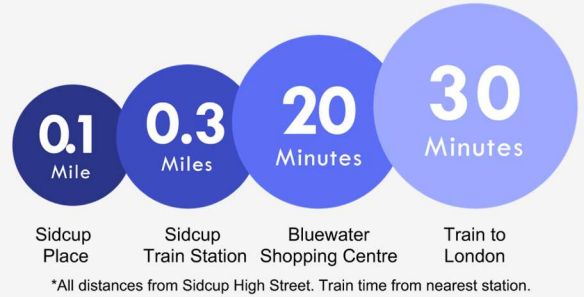 0.1
Mile
0.3
Miles
20
Minutes
30
Minutes
Sidcup
Place
Sidcup
Train Station
Bluewater
Shopping Centre
Train to
London
*All distances from Sidcup High Street. Train time from nearest station.